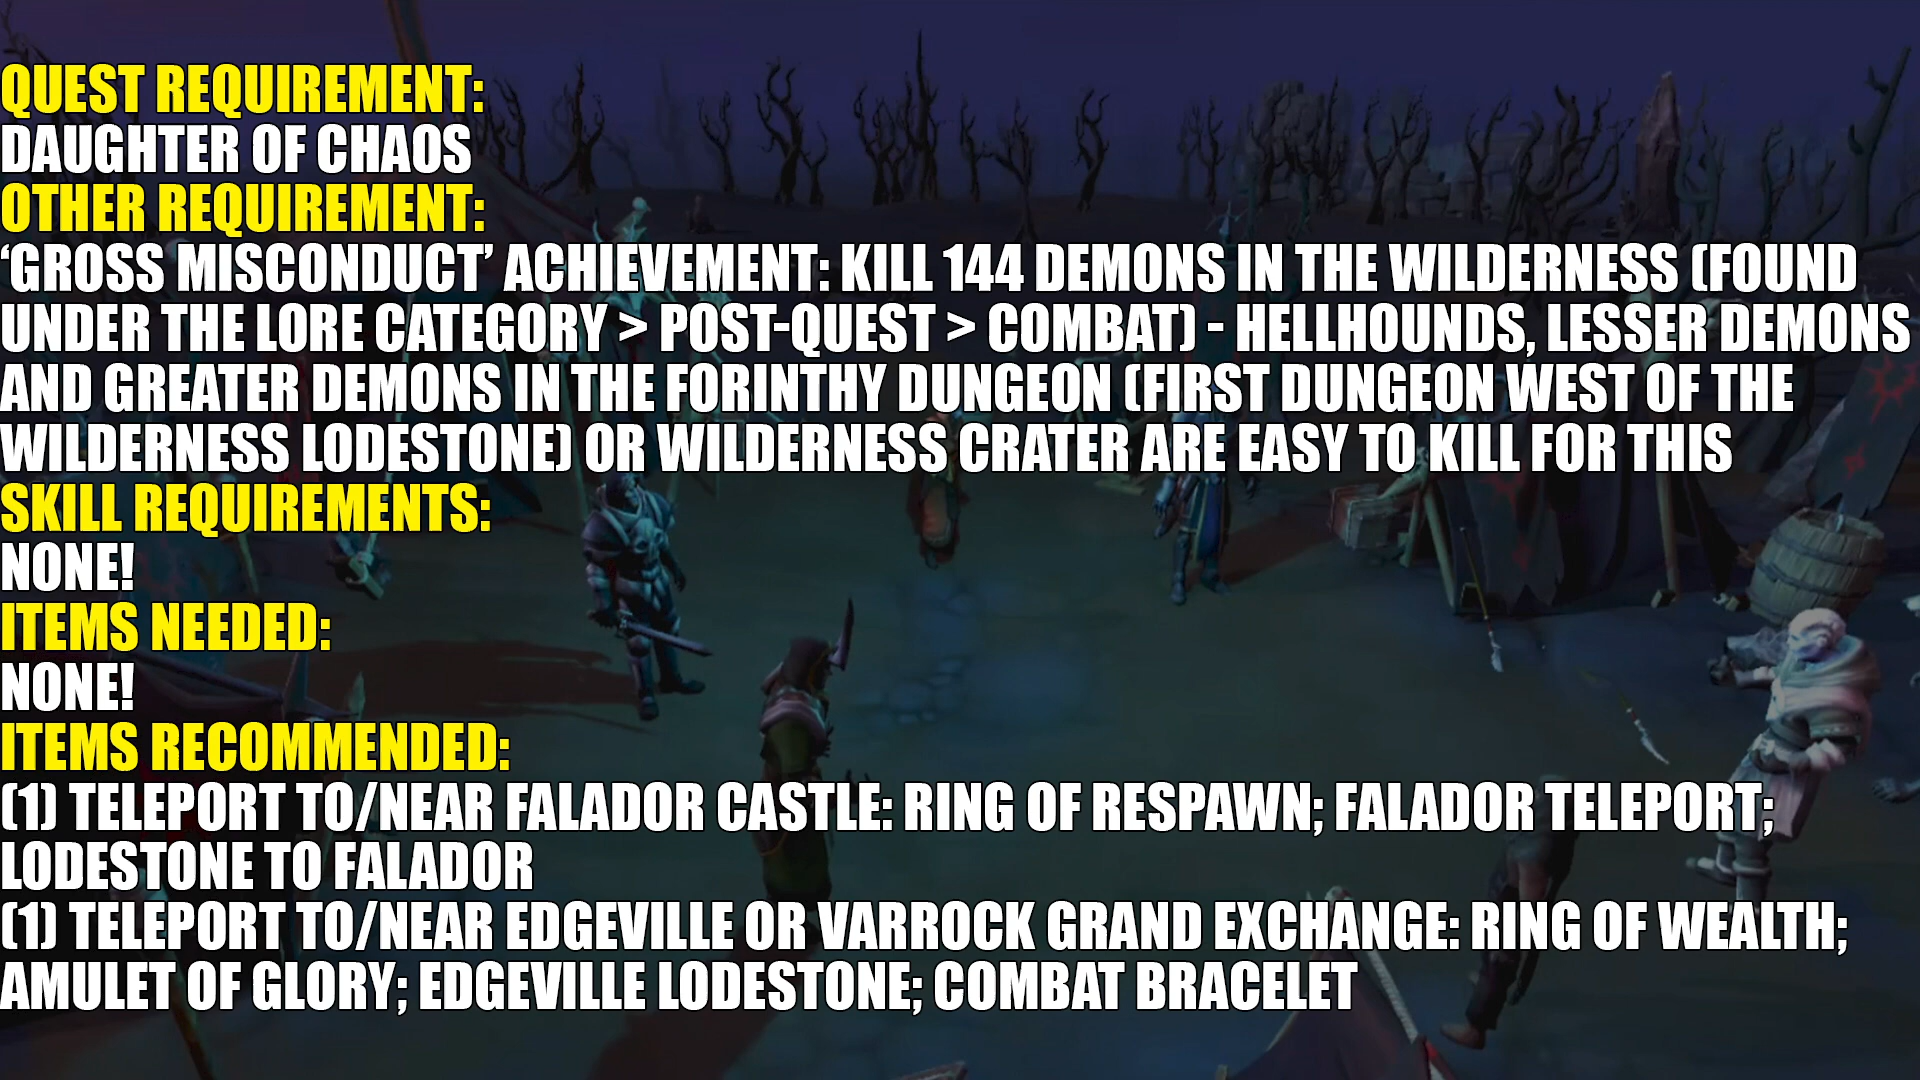 QUEST REQUIREMENT:
DAUGHTER OF CHAOS
OTHER REQUIREMENT:
‘GROSS MISCONDUCT’ ACHIEVEMENT: KILL 144 DEMONS IN THE WILDERNESS (FOUND
UNDER THE LORE CATEGORY > POST-QUEST > COMBAT) - HELLHOUNDS, LESSER DEMONS
AND GREATER DEMONS IN THE FORINTHY DUNGEON (FIRST DUNGEON WEST OF THE
WILDERNESS LODESTONE) OR WILDERNESS CRATER ARE EASY TO KILL FOR THIS
SKILL REQUIREMENTS:
NONE!
ITEMS NEEDED:
NONE!
ITEMS RECOMMENDED:
(1) TELEPORT TO/NEAR FALADOR CASTLE: RING OF RESPAWN; FALADOR TELEPORT;
LODESTONE TO FALADOR
(1) TELEPORT TO/NEAR EDGEVILLE OR VARROCK GRAND EXCHANGE: RING OF WEALTH;
AMULET OF GLORY; EDGEVILLE LODESTONE; COMBAT BRACELET